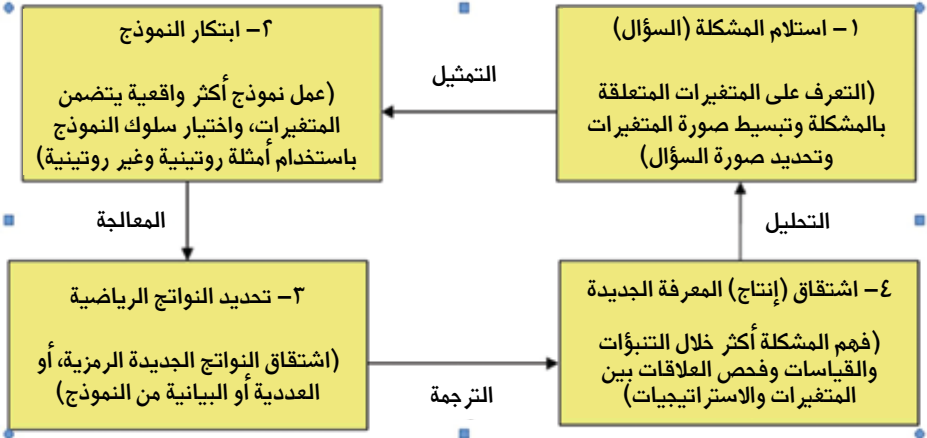 ١- استلام المشكلة (السؤال)
(التعرف على المتغيرات المتعلقة
بالمشكلة وتبسيط صورة المتغيرات
وتحديد صورة السؤال)
التمثيل
٢- ابتكار النموذج
(عمل نموذج أكثر واقعية يتضمن
المتغيرات، واختيار سلوك النموذج
باستخدام أمثلة روتينية وغير روتينية)
المعالجة
٣- تحديد النواتج الرياضية
(اشتقاق النواتج الجديدة الرمزية، أو
العددية أو البيانية من النموذج)
الترجمة
٤- اشتقاق (إنتاج) المعرفة الجديدة
(فهم المشكلة أكثر خلال التنبؤات
والقياسات وفحص العلاقات بين
المتغيرات والاستراتيجيات)
التحليل